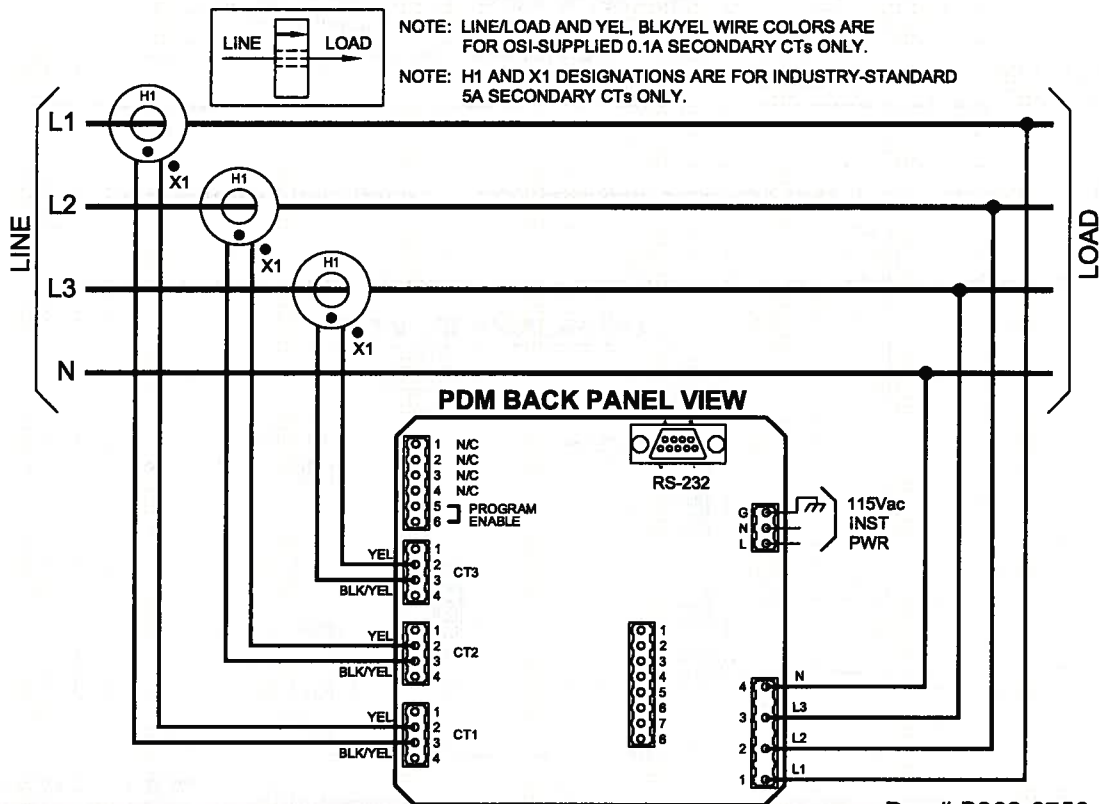 LINE LOAD
NOTE: LINE/LOAD AND YEL, BLK/YEL WIRE COLORS ARE
FOR OSI-SUPPLIED 0.1A SECONDARY CTs ONLY.
NOTE: H1 AND X1 DESIGNATIONS ARE FOR INDUSTRY-STANDARD
5A SECONDARY CTs ONLY.
H1
L1
X1
H1
L2
X1
H1
L3
X1
N
LINE
LOAD
PDM BACK PANEL VIEW
1 N/C
2 N/C
3 N/C
4 N/C
5 PROGRAM
6 ENABLE
RS-232
G
N
L
115Vac
INST
PWR
YEL
BLK/YEL
1
2
3
4
CT3
YEL
BLK/YEL
1
2
3
4
CT2
YEL
BLK/YEL
1
2
3
4
CT1
1
2
3
4
5
6
7
6
4 N
3 L3
2 L2
1 L1